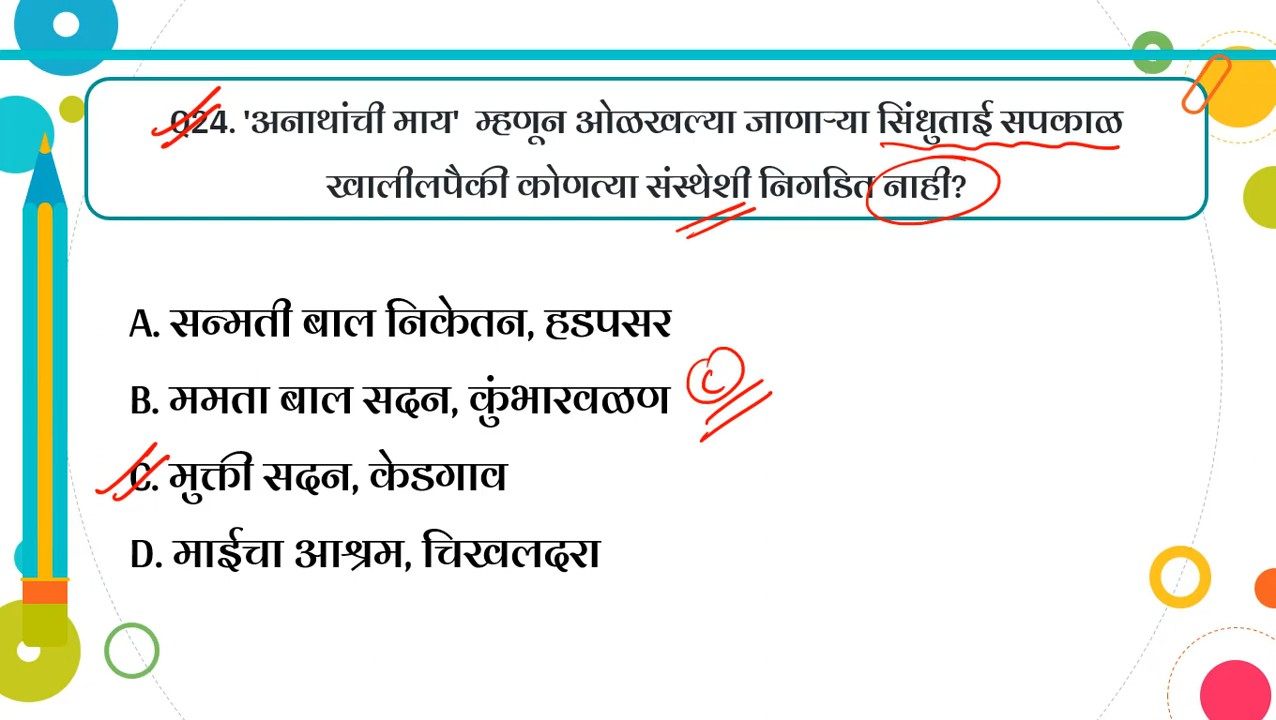 Q24. 'अनाथांची माय' म्हणून ओळखल्या जाणाऱ्या सिंधुताई सपकाळ
खालीलपैकी कोणत्या संस्थेशी निगडित नाही?
A. सन्मती बाल निकेतन, हडपसर
B. ममता बाल सदन, कुंभारवळण
C
C. मुक्ती सदन, केडगाव
D. माईचा आश्रम, चिखलदरा